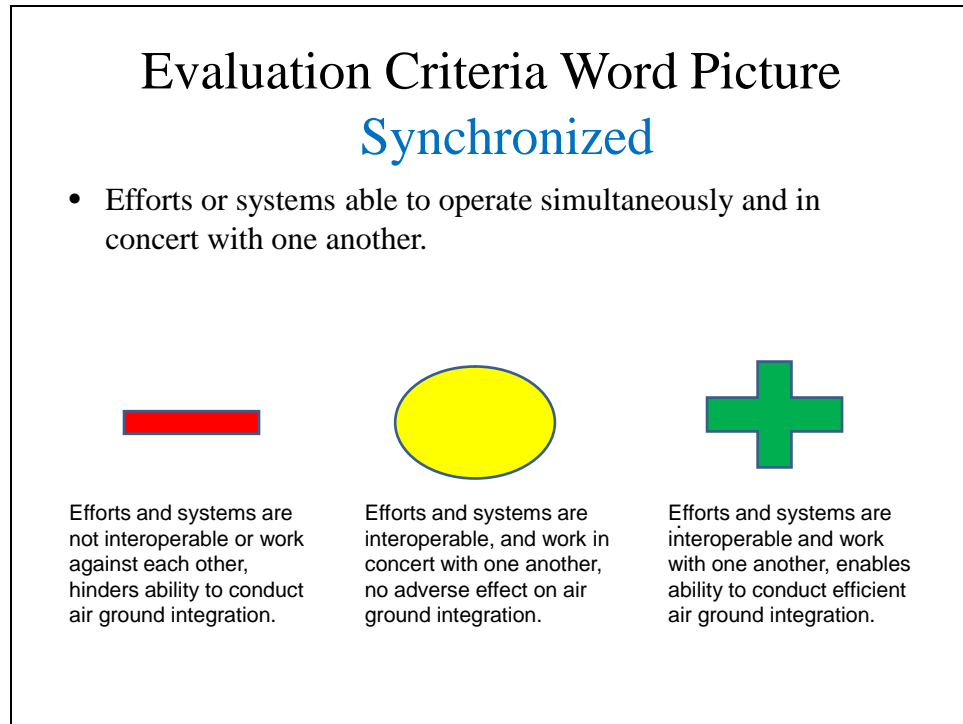 Evaluation Criteria Word Picture
Synchronized
• Efforts or systems able to operate simultaneously and in
concert with one another.
Efforts and systems are
not interoperable or work
against each other,
hinders ability to conduct
air ground integration.
Efforts and systems are
interoperable, and work in
concert with one another,
no adverse effect on air
ground integration.
Efforts and systems are
interoperable and work
with one another, enables
ability to conduct efficient
air ground integration.